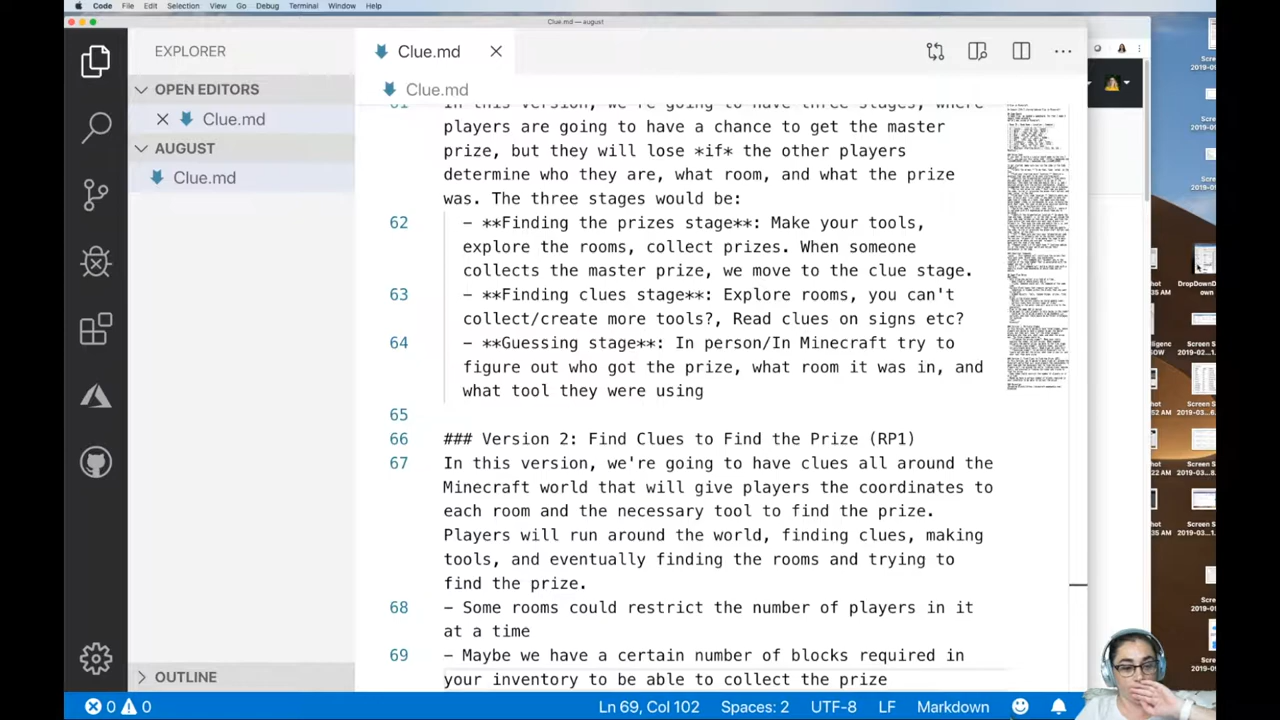 Code File Edit Selection View Go Debug Terminal Window Help
Clue.md — august
EXPLORER
OPEN EDITORS
Clue.md
AUGUST
Clue.md
OUTLINE
Clue.md
Clue.md
61 In this version, we're going to have three stages, where
players are going to have a chance to get the master
prize, but they will lose *if* the other players
determine who they are, what room, and what the prize
was. The three stages would be:
62 - **Finding the prizes stage**: Make your tools,
explore the rooms, collect prizes. When someone
collects the master prize, we move to the clue stage.
63 - **Finding clues stage**: Explore rooms, you can't
collect/create more tools?, Read clues on signs etc?
64 - **Guessing stage**: In person/In Minecraft try to
figure out who got the prize, what room it was in, and
what tool they were using
65
66 ### Version 2: Find Clues to Find the Prize (RP1)
67 In this version, we're going to have clues all around the
Minecraft world that will give players the coordinates to
each room and the necessary tool to find the prize.
Players will run around the world, finding clues, making
tools, and eventually finding the rooms and trying to
find the prize.
68 - Some rooms could restrict the number of players in it
at a time
69 - Maybe we have a certain number of blocks required in
your inventory to be able to collect the prize
0 0
Ln 69, Col 102 Spaces: 2 UTF-8 LF Markdown